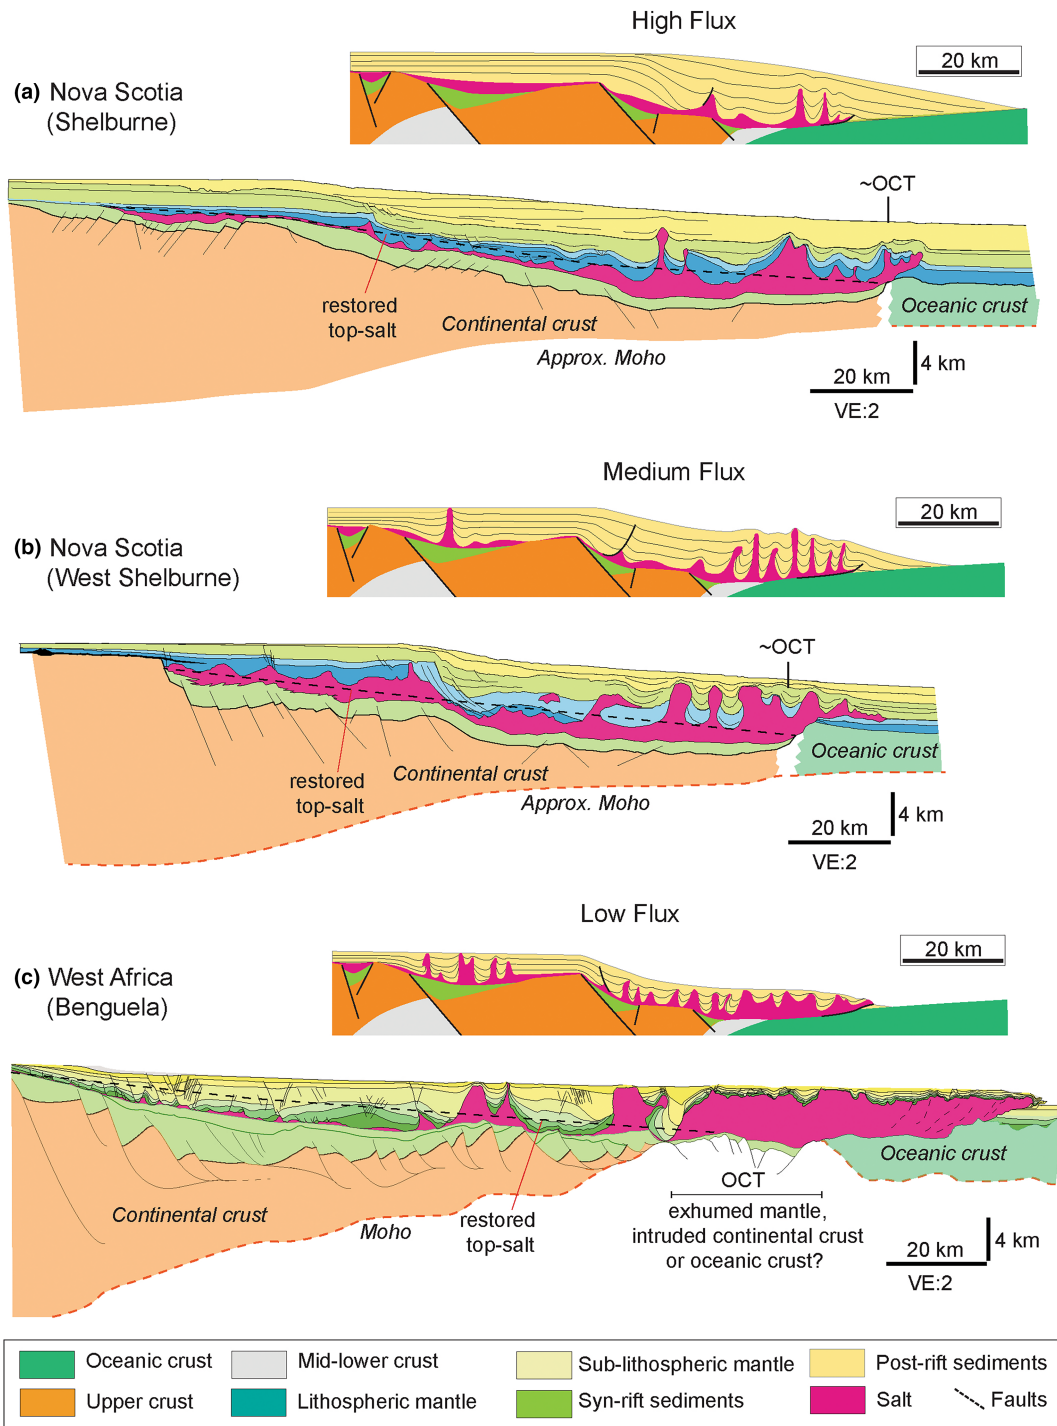 High Flux
20 km
(a) Nova Scotia
(Shelburne)
~OCT
restored
top-salt
Continental crust
Oceanic crust
Approx. Moho
20 km
4 km
VE:2
Medium Flux
20 km
(b) Nova Scotia
(West Shelburne)
~OCT
restored
top-salt
Continental crust
Oceanic crust
Approx. Moho
20 km
4 km
VE:2
Low Flux
20 km
(c) West Africa
(Benguela)
Oceanic crust
OCT
Continental crust
Moho
restored
top-salt
exhumed mantle,
intruded continental crust
or oceanic crust?
20 km
4 km
VE:2
Oceanic crust
Mid-lower crust
Sub-lithospheric mantle
Post-rift sediments
Upper crust
Lithospheric mantle
Syn-rift sediments
Salt
Faults